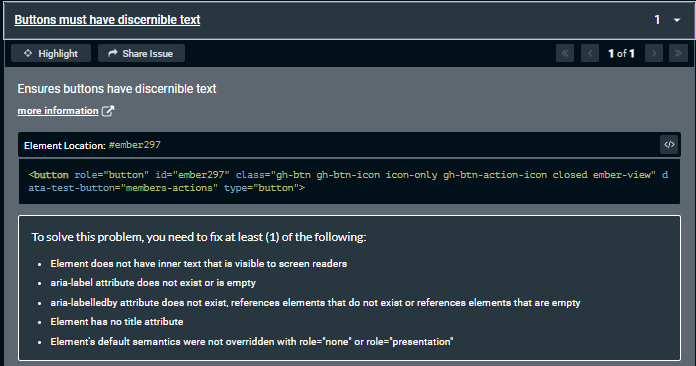 Buttons must have discernible text 1
Highlight Share Issue 1 of 1
Ensures buttons have discernible text
more information
Element Location: #ember297 </>
<button role="button" id="ember297" class="gh-btn gh-btn-icon icon-only gh-btn-action-icon closed ember-view" d
ata-test-button="members-actions" type="button">
To solve this problem, you need to fix at least (1) of the following:
• Element does not have inner text that is visible to screen readers
• aria-label attribute does not exist or is empty
• aria-labelledby attribute does not exist, references elements that do not exist or references elements that are empty
• Element has no title attribute
• Element's default semantics were not overridden with role="none" or role="presentation"